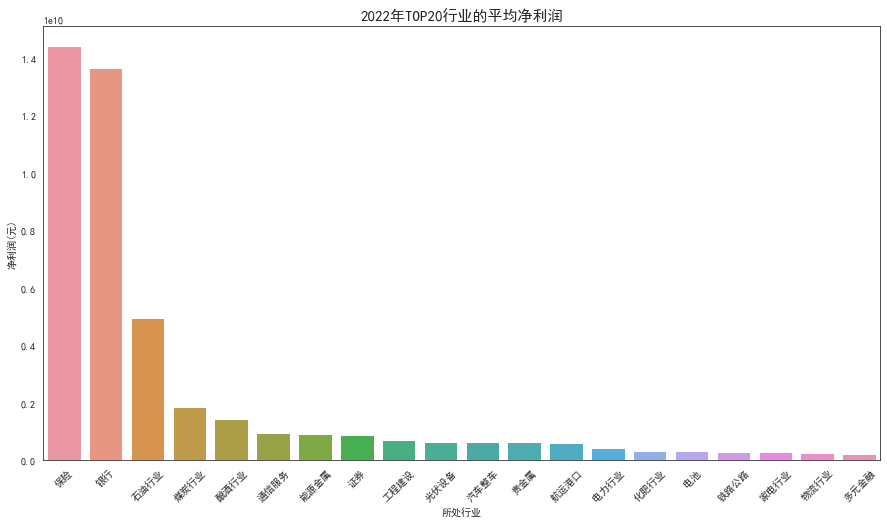 2022年TOP20行业的平均净利润
1e10
1.4
1.2
1.0
0.8
0.6
0.4
0.2
0.0
净利润(元)
保险
银行
石油行业
煤炭行业
酿酒行业
通信服务
能源金属
证券
工程建设
光伏设备
汽车整车
贵金属
航运港口
电力行业
化肥行业
电池
铁路公路
家电行业
物流行业
多元金融
所处行业